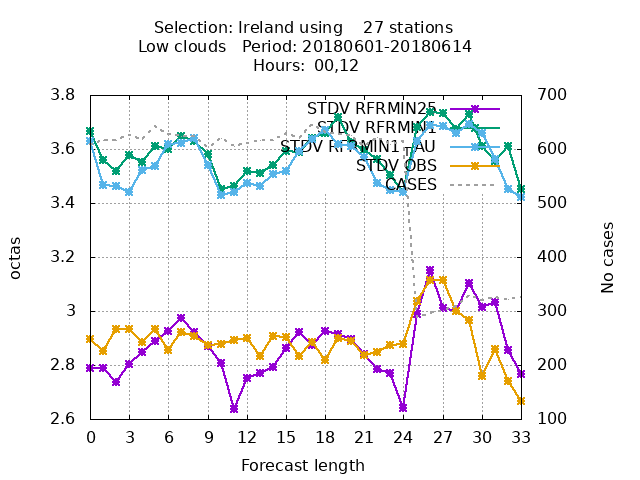 Selection: Ireland using 27 stations
Low clouds Period: 20180601-20180614
Hours: 00,12
3.8
3.6
3.4
3.2
3
2.8
2.6
700
600
500
400
300
200
100
octas
No cases
STDV RFRMIN25
STDV RFRMIN1
STDV RFRMIN1_TAU
STDV OBS
CASES
0 3 6 9 12 15 18 21 24 27 30 33
Forecast length